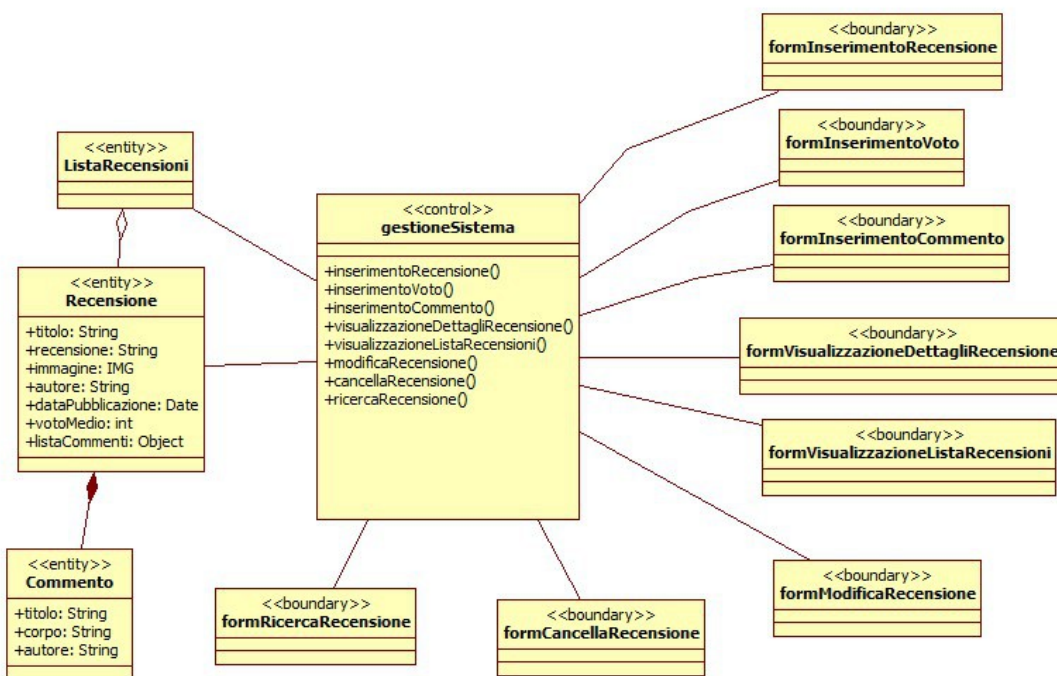 <<boundary>>
formInserimentoRecensione
<<boundary>>
formInserimentoVoto
<<entity>>
ListaRecensioni
<<control>>
gestioneSistema
+inserimentoRecensione()
+inserimentoVoto()
+inserimentoCommento()
+visualizzazioneDettagliRecensione()
+visualizzazioneListaRecensioni()
+modificaRecensione()
+cancellaRecensione()
+ricercaRecensione()
<<boundary>>
formInserimentoCommento
<<entity>>
Recensione
+titolo: String
+recensione: String
+immagine: IMG
+autore: String
+dataPubblicazione: Date
+votoMedio: int
+listaCommenti: Object
<<boundary>>
formVisualizzazioneDettagliRecensione
<<boundary>>
formVisualizzazioneListaRecensioni
<<entity>>
Commento
+titolo: String
+corpo: String
+autore: String
<<boundary>>
formRicercaRecensione
<<boundary>>
formCancellaRecensione
<<boundary>>
formModificaRecensione